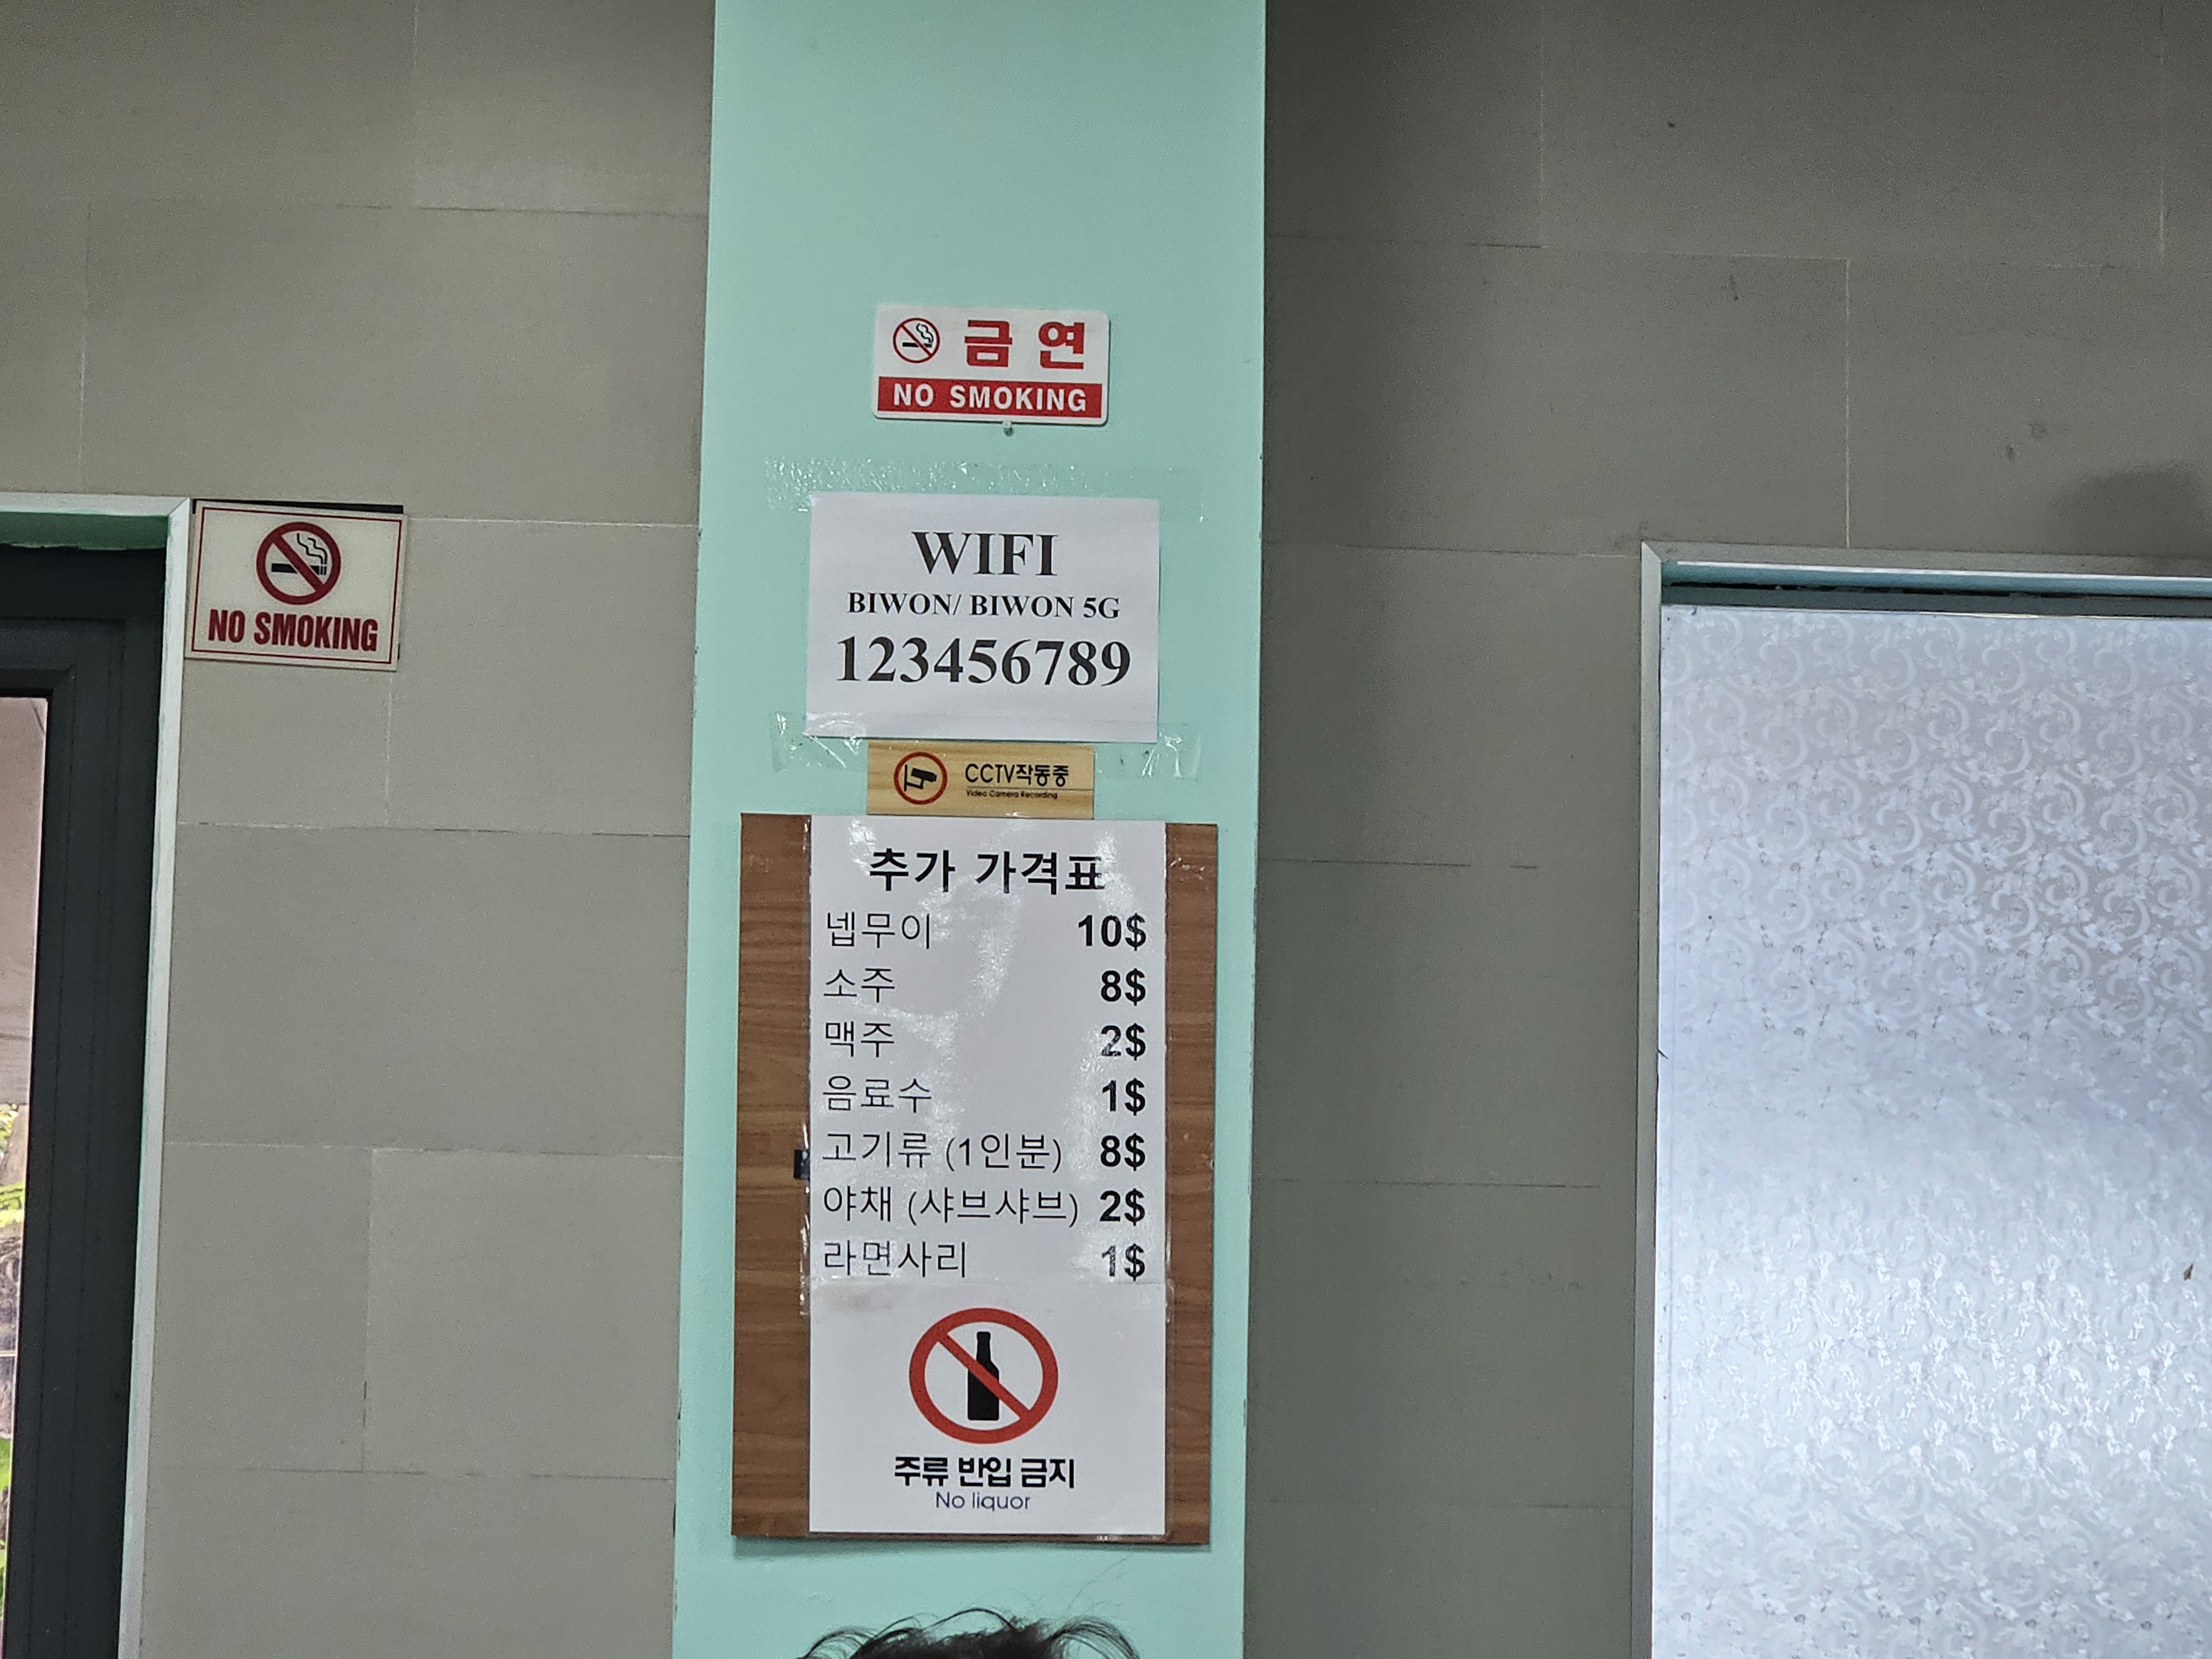 금연
NO SMOKING
NO SMOKING
WIFI
BIWON/ BIWON 5G
123456789
CCTV작동중
Video Camera Recording
추가 가격표
넵무이 10$
소주 8$
맥주 2$
음료수 1$
고기류 (1인분) 8$
야채 (샤브샤브) 2$
라면사리 1$
주류 반입 금지
No liquor